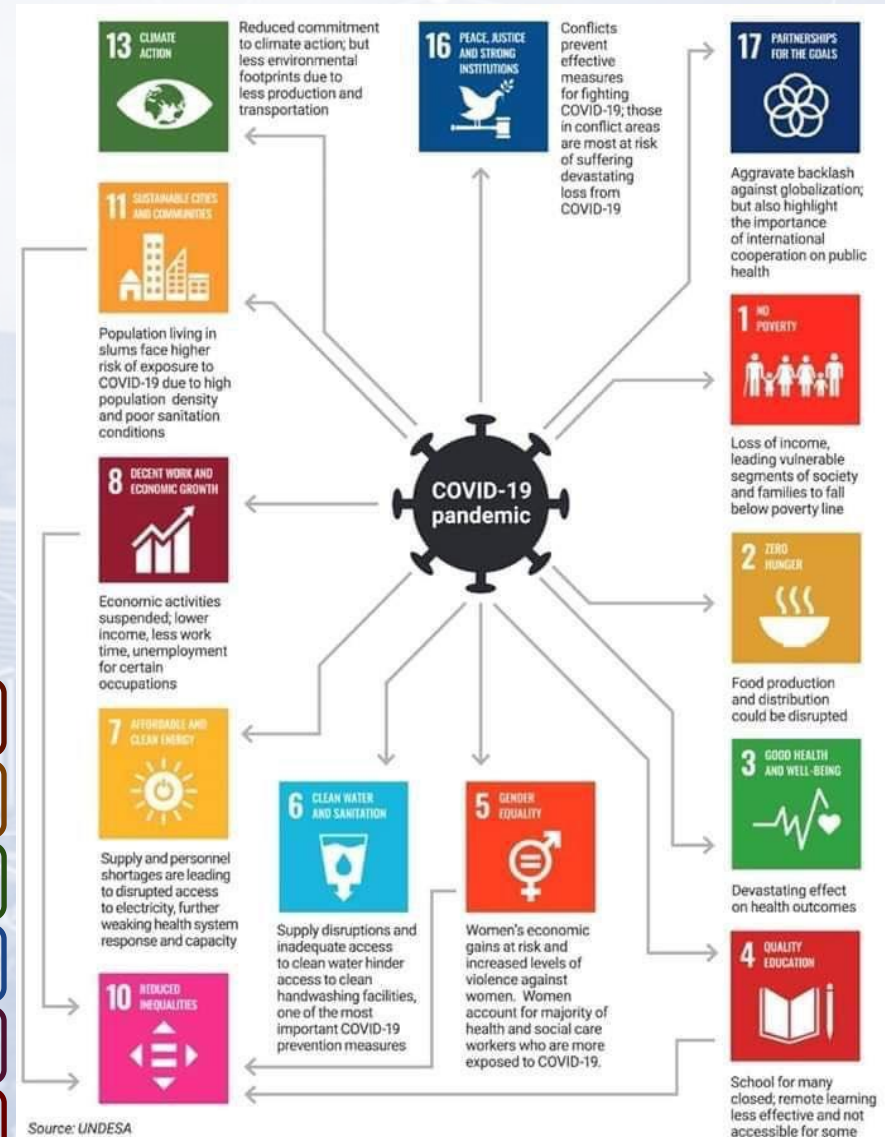 13 CLIMATE
ACTION
Reduced commitment
to climate action; but
less environmental
footprints due to
less production and
transportation
16 PEACE, JUSTICE
AND STRONG
INSTITUTIONS
Conflicts
prevent
effective
measures
for fighting
COVID-19; those
in conflict areas
are most at risk
of suffering
devastating
loss from
COVID-19
17 PARTNERSHIPS
FOR THE GOALS
Aggravate backlash
against globalization;
but also highlight
the importance
of international
cooperation on public
health
11 SUSTAINABLE CITIES
AND COMMUNITIES
Population living in
slums face higher
risk of exposure to
COVID-19 due to high
population density
and poor sanitation
conditions
1 NO
POVERTY
Loss of income,
leading vulnerable
segments of society
and families to fall
below poverty line
8 DECENT WORK AND
ECONOMIC GROWTH
Economic activities
suspended; lower
income, less work
time, unemployment
for certain
occupations
COVID-19
pandemic
2 ZERO
HUNGER
Food production
and distribution
could be disrupted
7 AFFORDABLE AND
CLEAN ENERGY
Supply and personnel
shortages are leading
to disrupted access
to electricity, further
weaking health system
response and capacity
6 CLEAN WATER
AND SANITATION
Supply disruptions and
inadequate access
to clean water hinder
access to clean
handwashing facilities,
one of the most
important COVID-19
prevention measures
5 GENDER
EQUALITY
Women's economic
gains at risk and
increased levels of
violence against
women. Women
account for majority of
health and social care
workers who are more
exposed to COVID-19.
3 GOOD HEALTH
AND WELL-BEING
Devastating effect
on health outcomes
4 QUALITY
EDUCATION
School for many
closed; remote learning
less effective and not
accessible for some
10 REDUCED
INEQUALITIES
Source: UNDESA